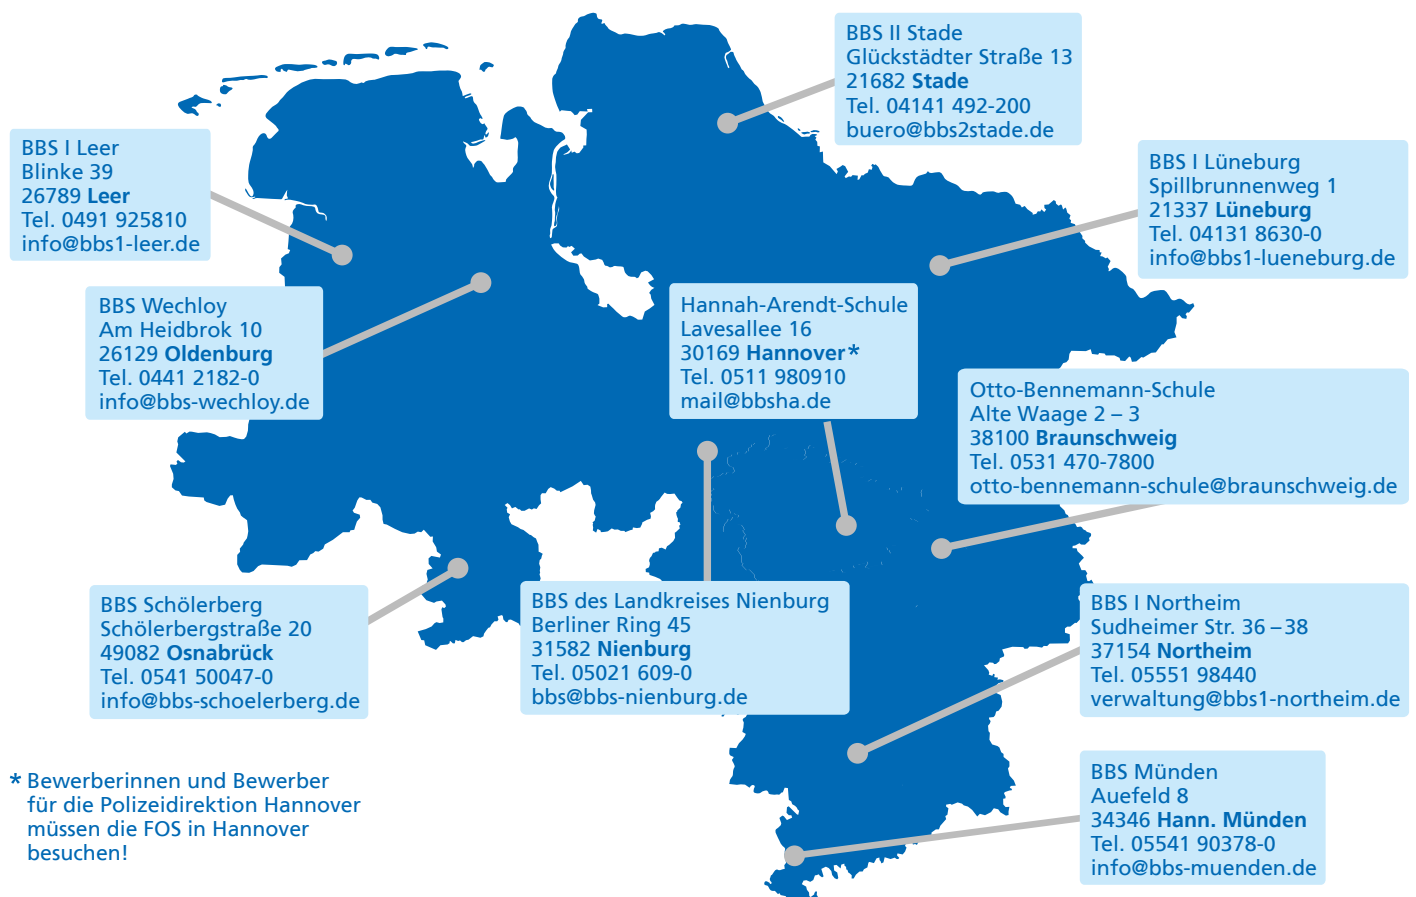 BBS II Stade
Glückstädter Straße 13
21682 Stade
Tel. 04141 492-200
buero@bbs2stade.de
BBS I Leer
Blinke 39
26789 Leer
Tel. 0491 925810
info@bbs1-leer.de
BBS I Lüneburg
Spillbrunnenweg 1
21337 Lüneburg
Tel. 04131 8630-0
info@bbs1-lueneburg.de
BBS Wechloy
Am Heidbrok 10
26129 Oldenburg
Tel. 0441 2182-0
info@bbs-wechloy.de
Hannah-Arendt-Schule
Lavesallee 16
30169 Hannover*
Tel. 0511 980910
mail@bbsha.de
Otto-Bennemann-Schule
Alte Waage 2 – 3
38100 Braunschweig
Tel. 0531 470-7800
otto-bennemann-schule@braunschweig.de
BBS Schölerberg
Schölerbergstraße 20
49082 Osnabrück
Tel. 0541 50047-0
info@bbs-schoelerberg.de
BBS des Landkreises Nienburg
Berliner Ring 45
31582 Nienburg
Tel. 05021 609-0
bbs@bbs-nienburg.de
BBS I Northeim
Sudheimer Str. 36 – 38
37154 Northeim
Tel. 05551 98440
verwaltung@bbs1-northeim.de
BBS Münden
Auefeld 8
34346 Hann. Münden
Tel. 05541 90378-0
info@bbs-muenden.de
* Bewerberinnen und Bewerber
für die Polizeidirektion Hannover
müssen die FOS in Hannover
besuchen!